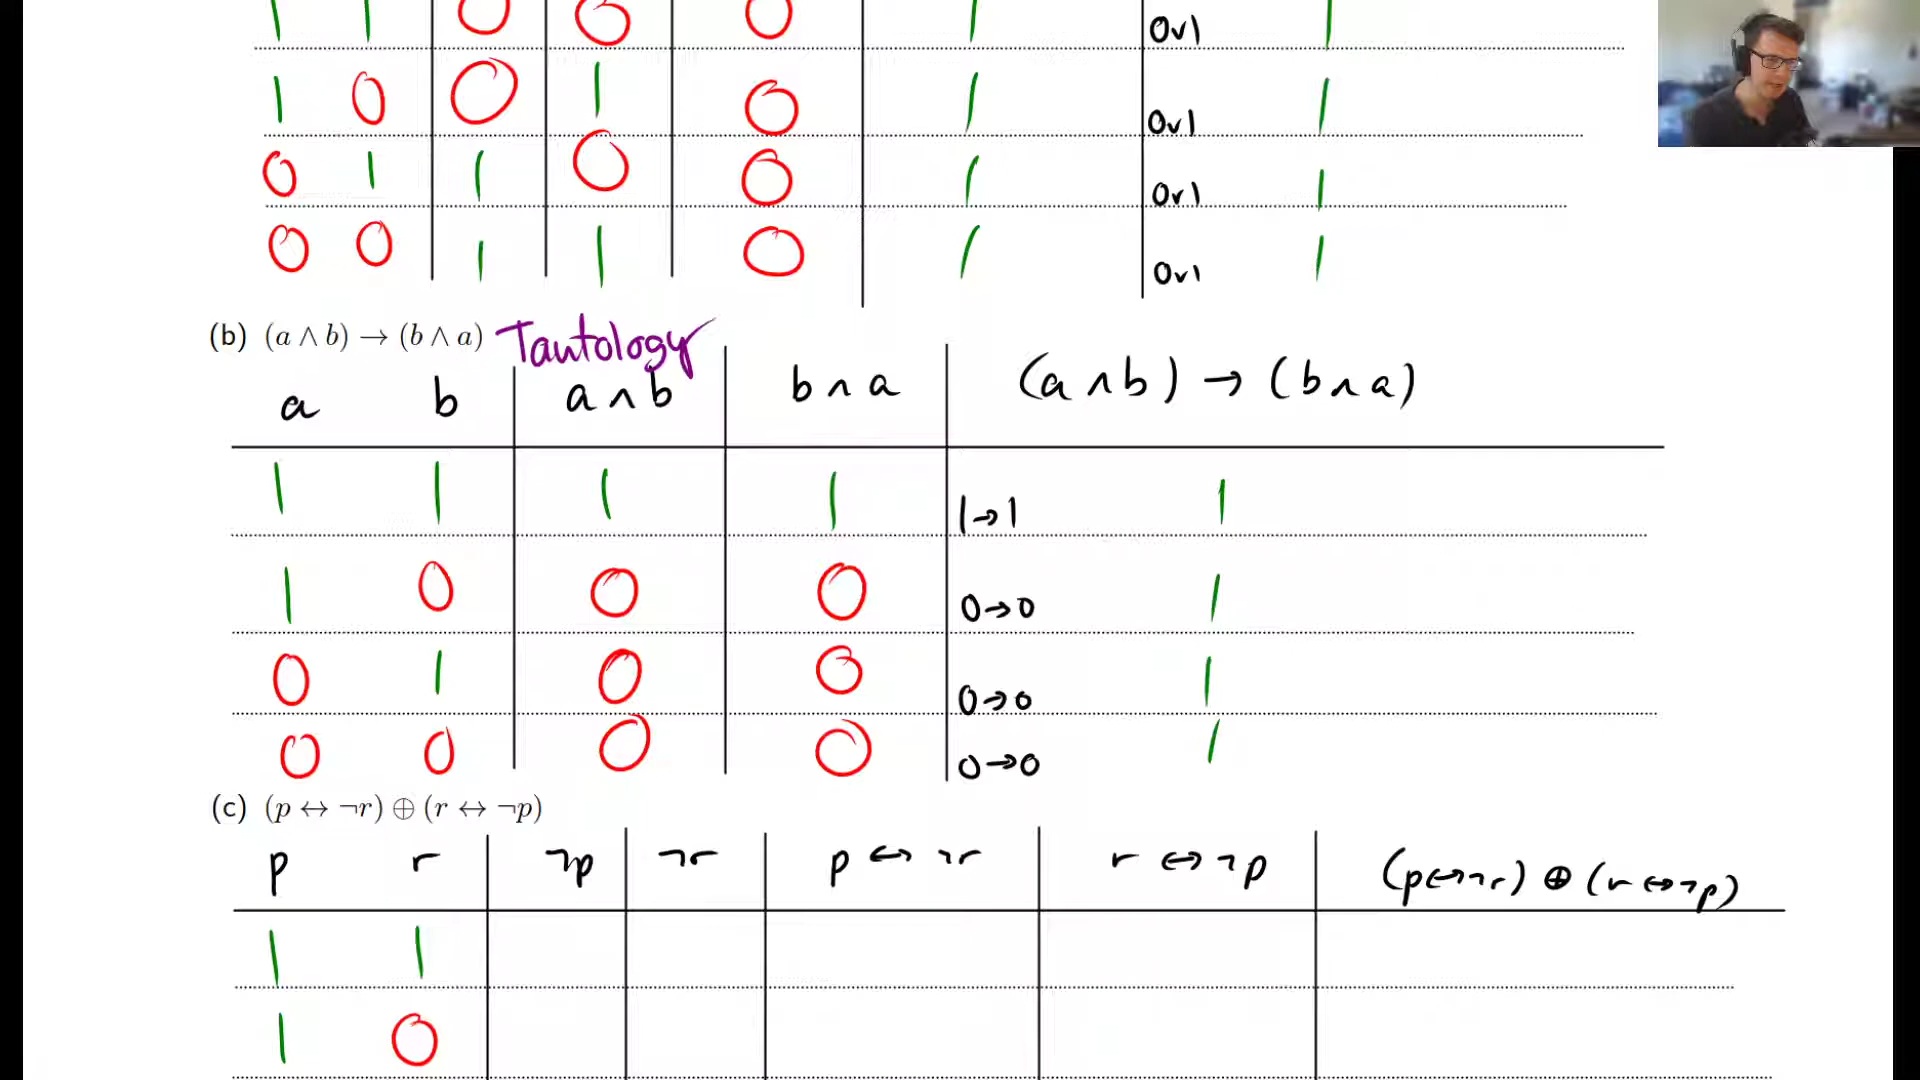 1 1 0 0 0 1 0∨1 1
1 0 0 1 0 1 0∨1 1
0 1 1 0 0 1 0∨1 1
0 0 1 1 0 1 0∨1 1
(b) (a ∧ b) → (b ∧ a) Tautology
a b a ∧ b b ∧ a (a ∧ b) → (b ∧ a)
1 1 1 1 1→1 1
1 0 0 0 0→0 1
0 1 0 0 0→0 1
0 0 0 0 0→0 1
(c) (p ↔ ¬r) ⊕ (r ↔ ¬p)
p r ¬p ¬r p ↔ ¬r r ↔ ¬p (p↔¬r) ⊕ (r↔¬p)
1 1
1 0